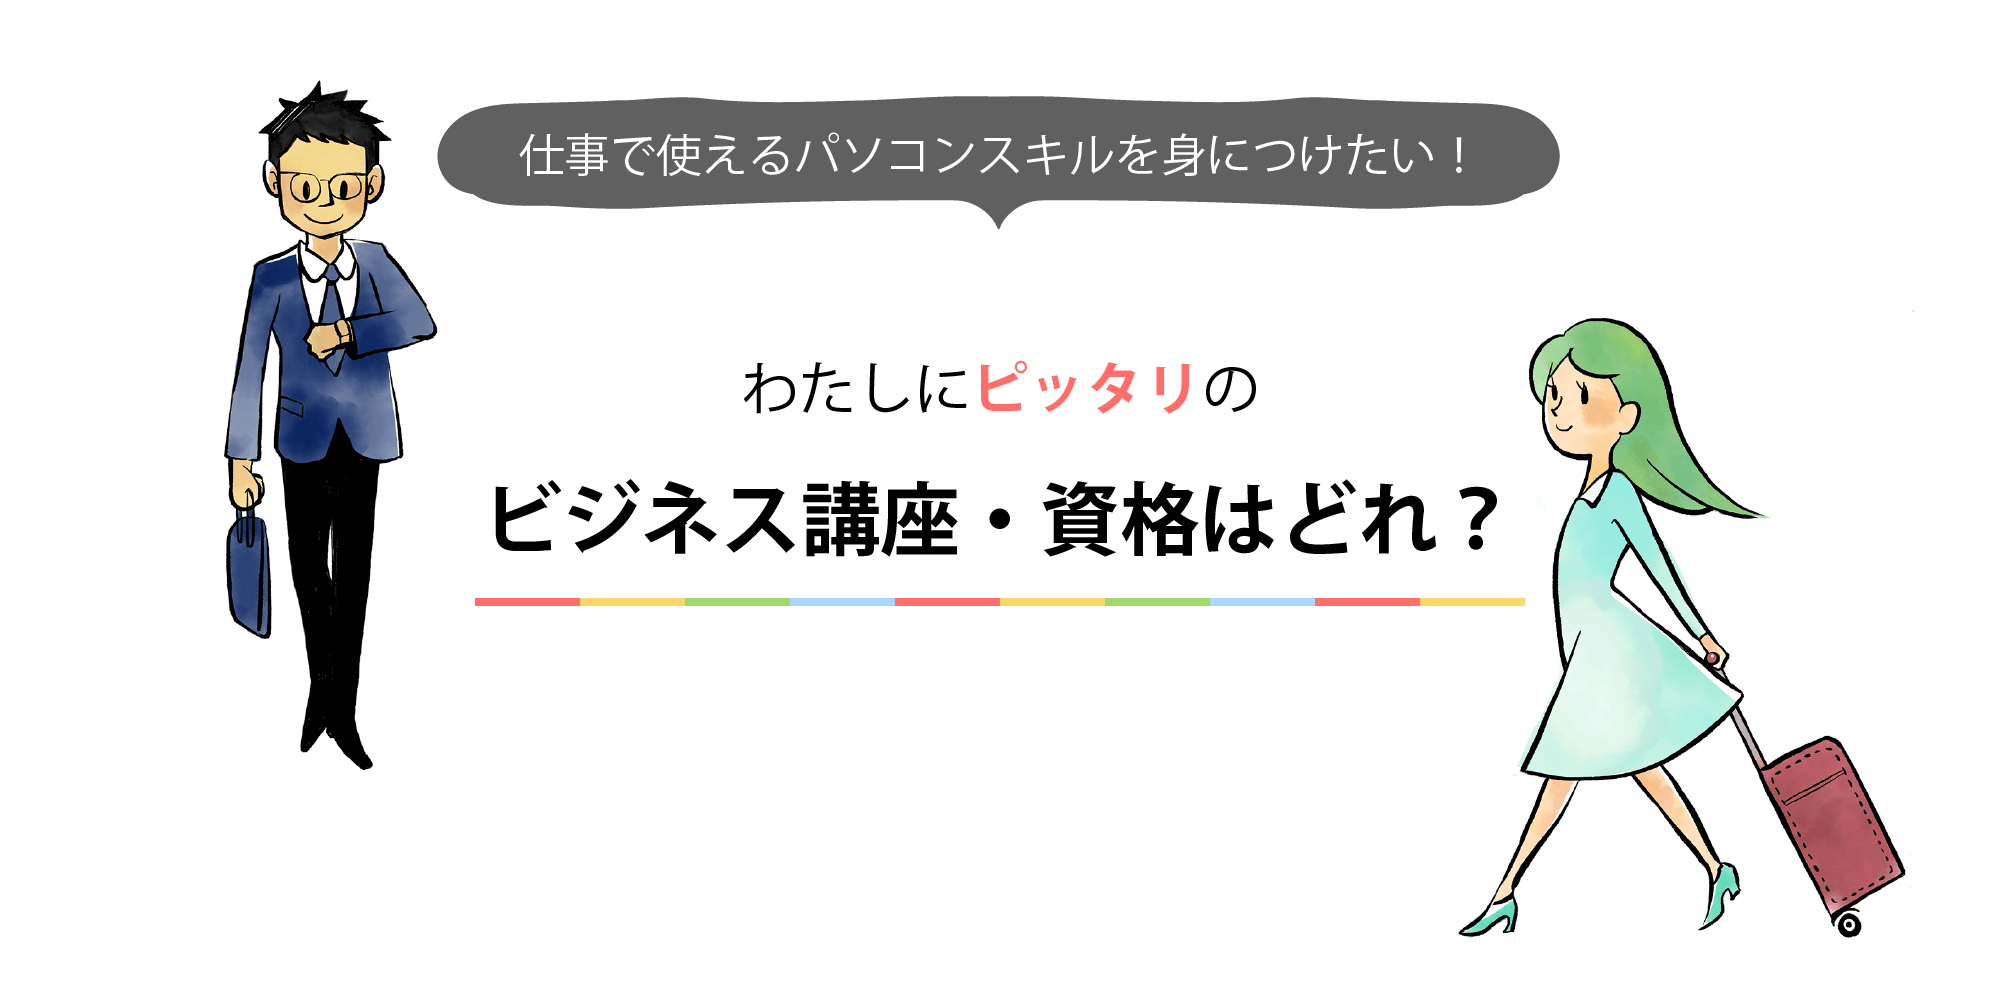 仕事で使えるパソコンスキルを身につけたい！
わたしにピッタリの
ビジネス講座・資格はどれ？